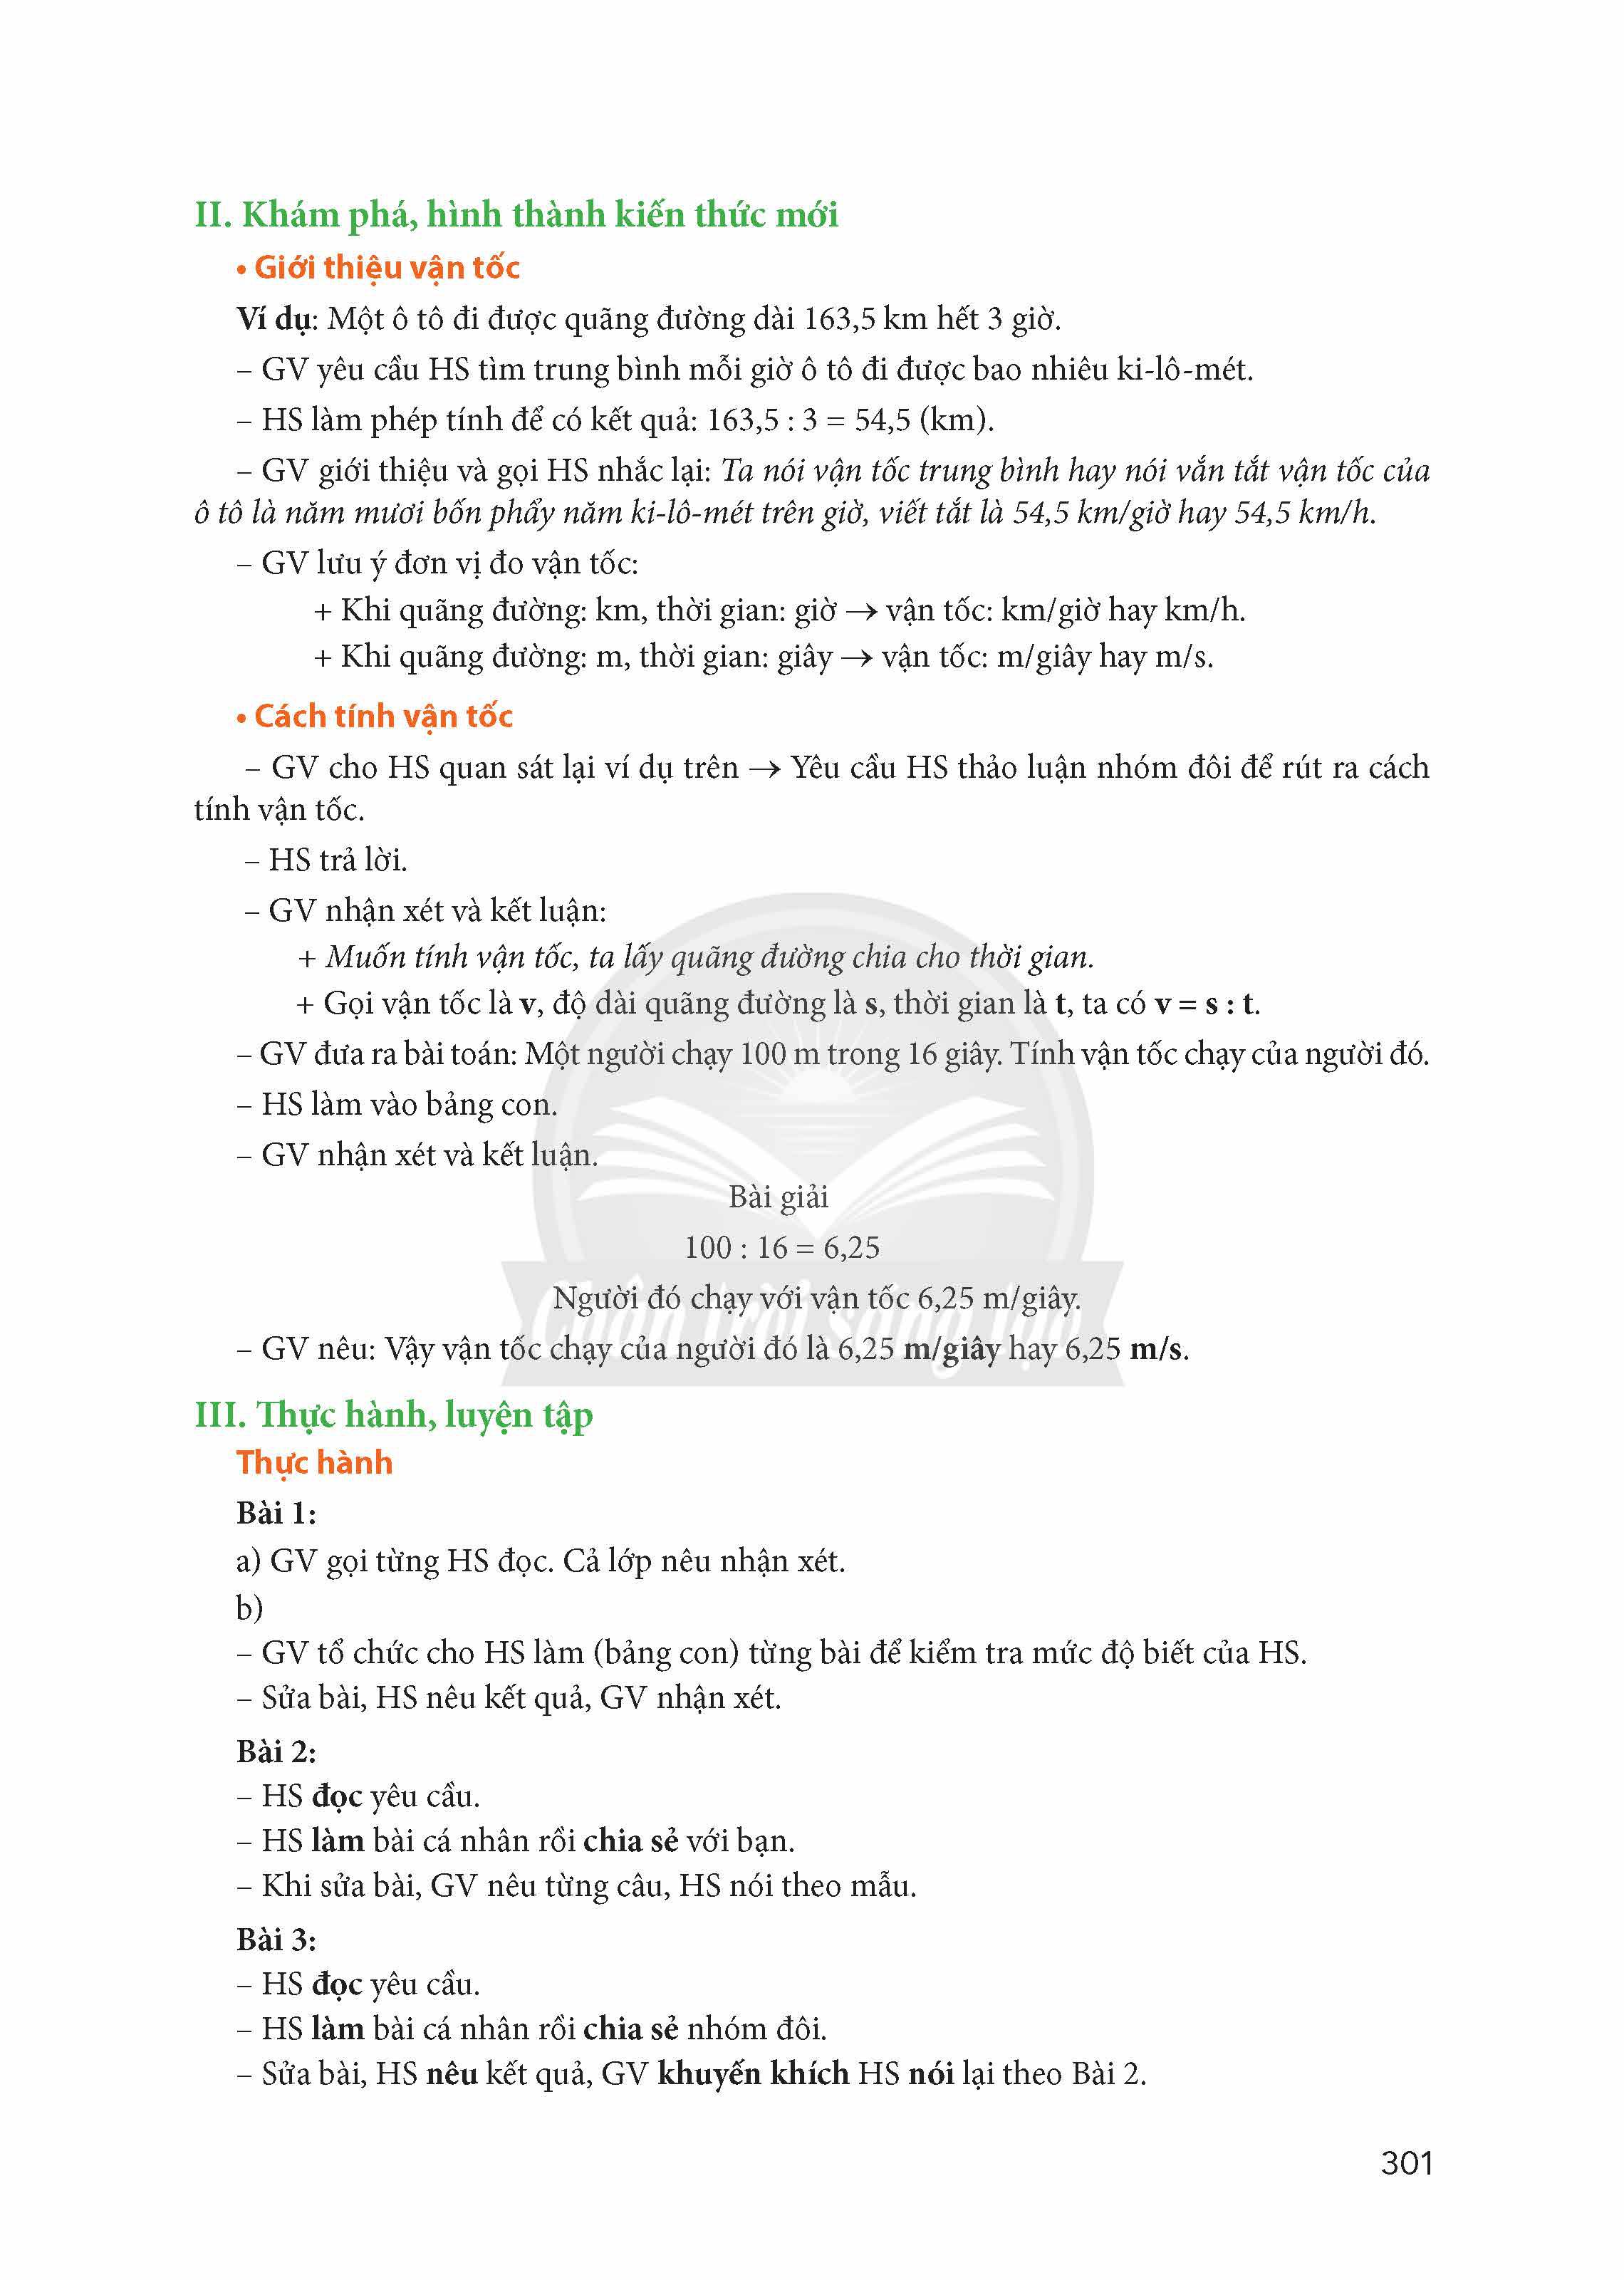 II. Khám phá, hình thành kiến thức mới
• Giới thiệu vận tốc
Ví dụ: Một ô tô đi được quãng đường dài 163,5 km hết 3 giờ.
– GV yêu cầu HS tìm trung bình mỗi giờ ô tô đi được bao nhiêu ki-lô-mét.
– HS làm phép tính để có kết quả: 163,5 : 3 = 54,5 (km).
– GV giới thiệu và gọi HS nhắc lại: Ta nói vận tốc trung bình hay nói vắn tắt vận tốc của
ô tô là năm mươi bốn phẩy năm ki-lô-mét trên giờ, viết tắt là 54,5 km/giờ hay 54,5 km/h.
– GV lưu ý đơn vị đo vận tốc:
+ Khi quãng đường: km, thời gian: giờ → vận tốc: km/giờ hay km/h.
+ Khi quãng đường: m, thời gian: giây → vận tốc: m/giây hay m/s.
• Cách tính vận tốc
– GV cho HS quan sát lại ví dụ trên → Yêu cầu HS thảo luận nhóm đôi để rút ra cách
tính vận tốc.
– HS trả lời.
– GV nhận xét và kết luận:
+ Muốn tính vận tốc, ta lấy quãng đường chia cho thời gian.
+ Gọi vận tốc là v, độ dài quãng đường là s, thời gian là t, ta có v = s : t.
– GV đưa ra bài toán: Một người chạy 100 m trong 16 giây. Tính vận tốc chạy của người đó.
– HS làm vào bảng con.
– GV nhận xét và kết luận.
Bài giải
100 : 16 = 6,25
Người đó chạy với vận tốc 6,25 m/giây.
Chân trời sáng tạo
– GV nêu: Vậy vận tốc chạy của người đó là 6,25 m/giây hay 6,25 m/s.
III. Thực hành, luyện tập
Thực hành
Bài 1:
a) GV gọi từng HS đọc. Cả lớp nêu nhận xét.
b)
– GV tổ chức cho HS làm (bảng con) từng bài để kiểm tra mức độ biết của HS.
– Sửa bài, HS nêu kết quả, GV nhận xét.
Bài 2:
– HS đọc yêu cầu.
– HS làm bài cá nhân rồi chia sẻ với bạn.
– Khi sửa bài, GV nêu từng câu, HS nói theo mẫu.
Bài 3:
– HS đọc yêu cầu.
– HS làm bài cá nhân rồi chia sẻ nhóm đôi.
– Sửa bài, HS nêu kết quả, GV khuyến khích HS nói lại theo Bài 2.
301